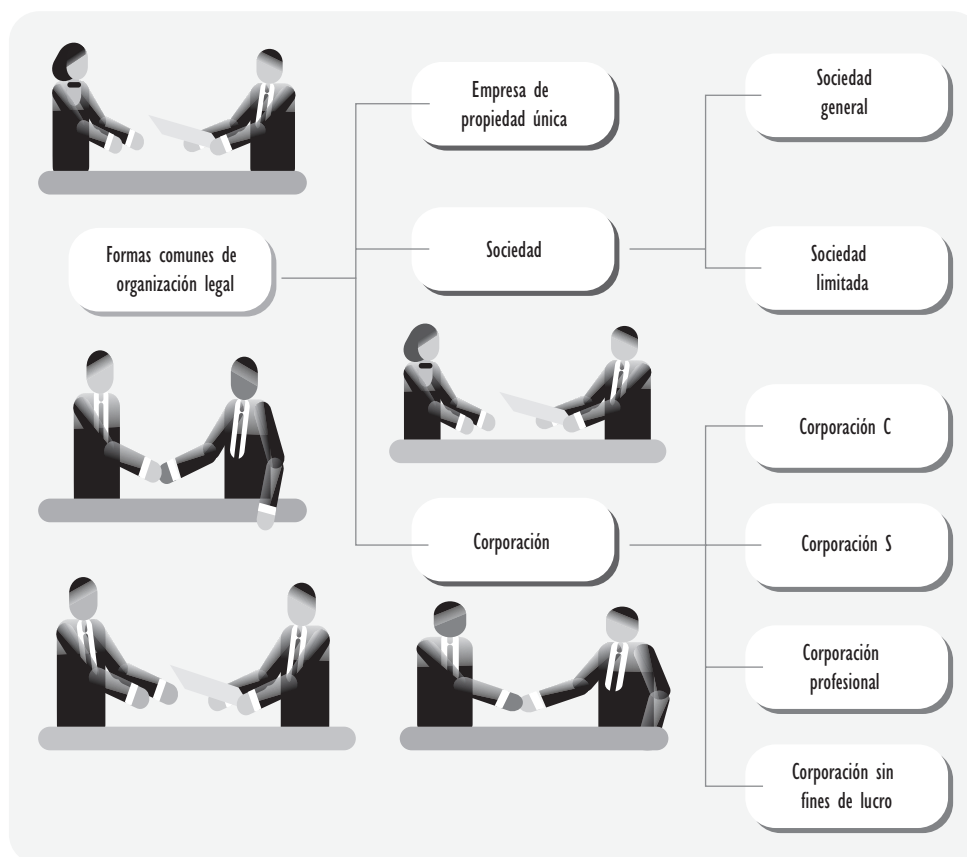 Formas comunes de
organización legal
Empresa de
propiedad única
Sociedad
Sociedad
general
Sociedad
limitada
Corporación
Corporación C
Corporación S
Corporación
profesional
Corporación sin
fines de lucro